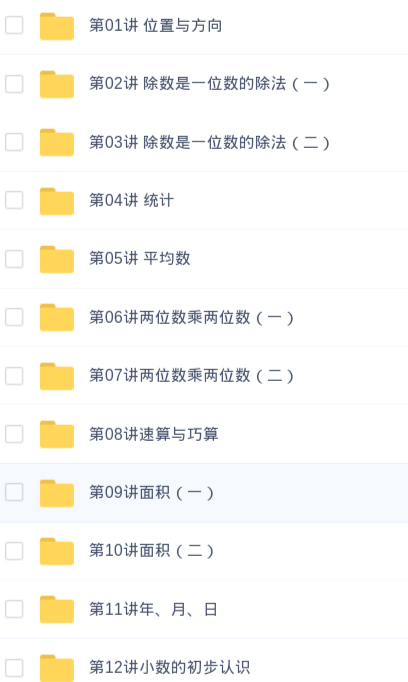 第01讲 位置与方向
第02讲 除数是一位数的除法（一）
第03讲 除数是一位数的除法（二）
第04讲 统计
第05讲 平均数
第06讲两位数乘两位数（一）
第07讲两位数乘两位数（二）
第08讲速算与巧算
第09讲面积（一）
第10讲面积（二）
第11讲年、月、日
第12讲小数的初步认识